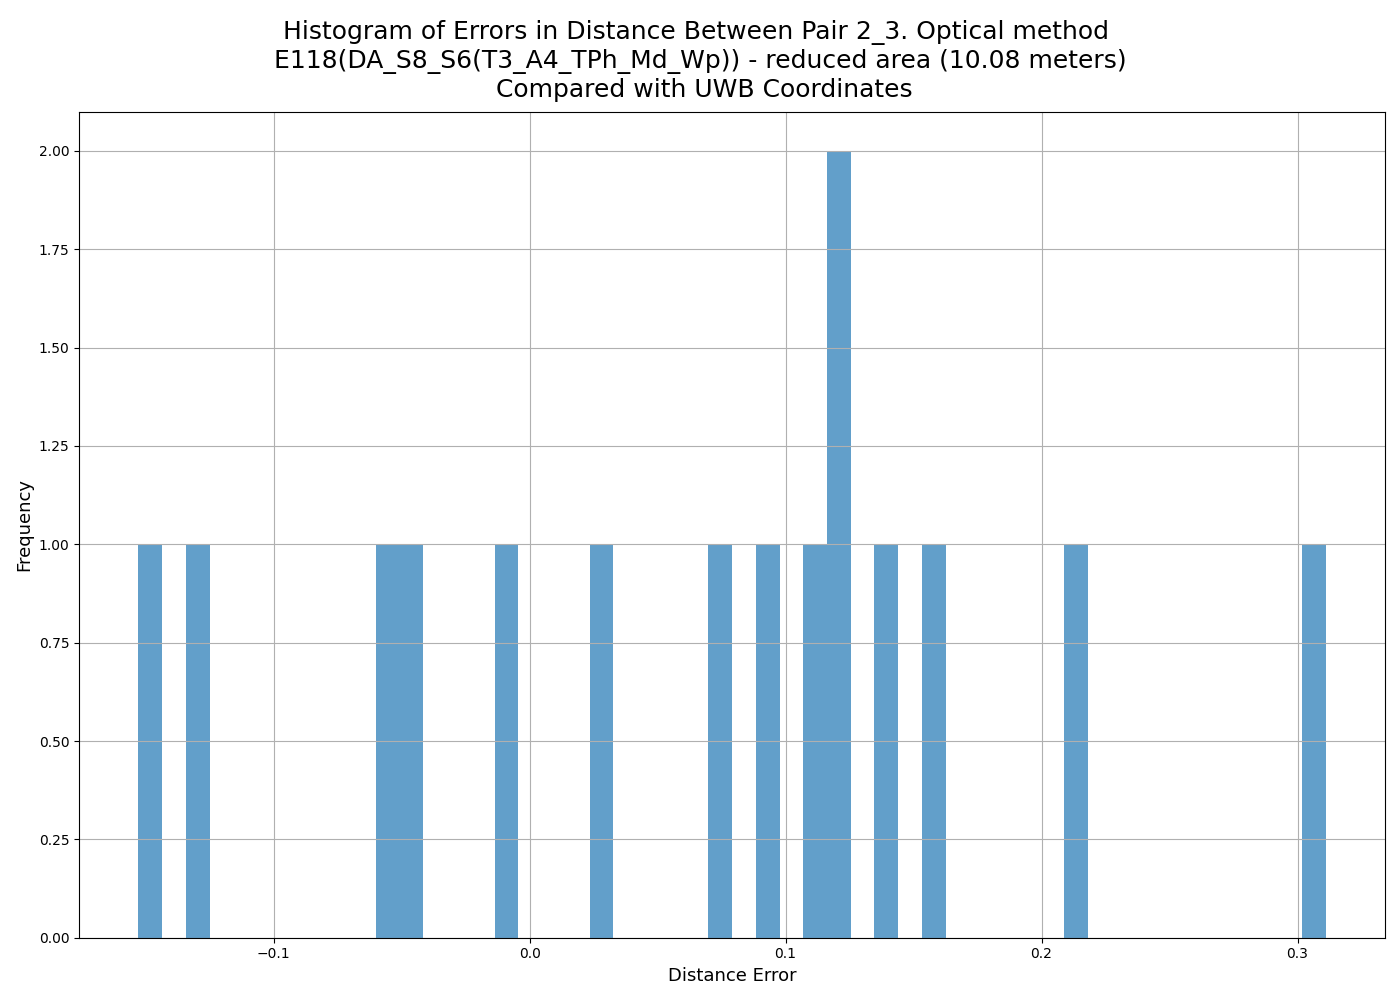 Histogram of Errors in Distance Between Pair 2_3. Optical method
E118(DA_S8_S6(T3_A4_TPh_Md_Wp)) - reduced area (10.08 meters)
Compared with UWB Coordinates
2.00
1.75
1.50
1.25
1.00
0.75
0.50
0.25
0.00
Frequency
−0.1
0.0
0.1
0.2
0.3
Distance Error